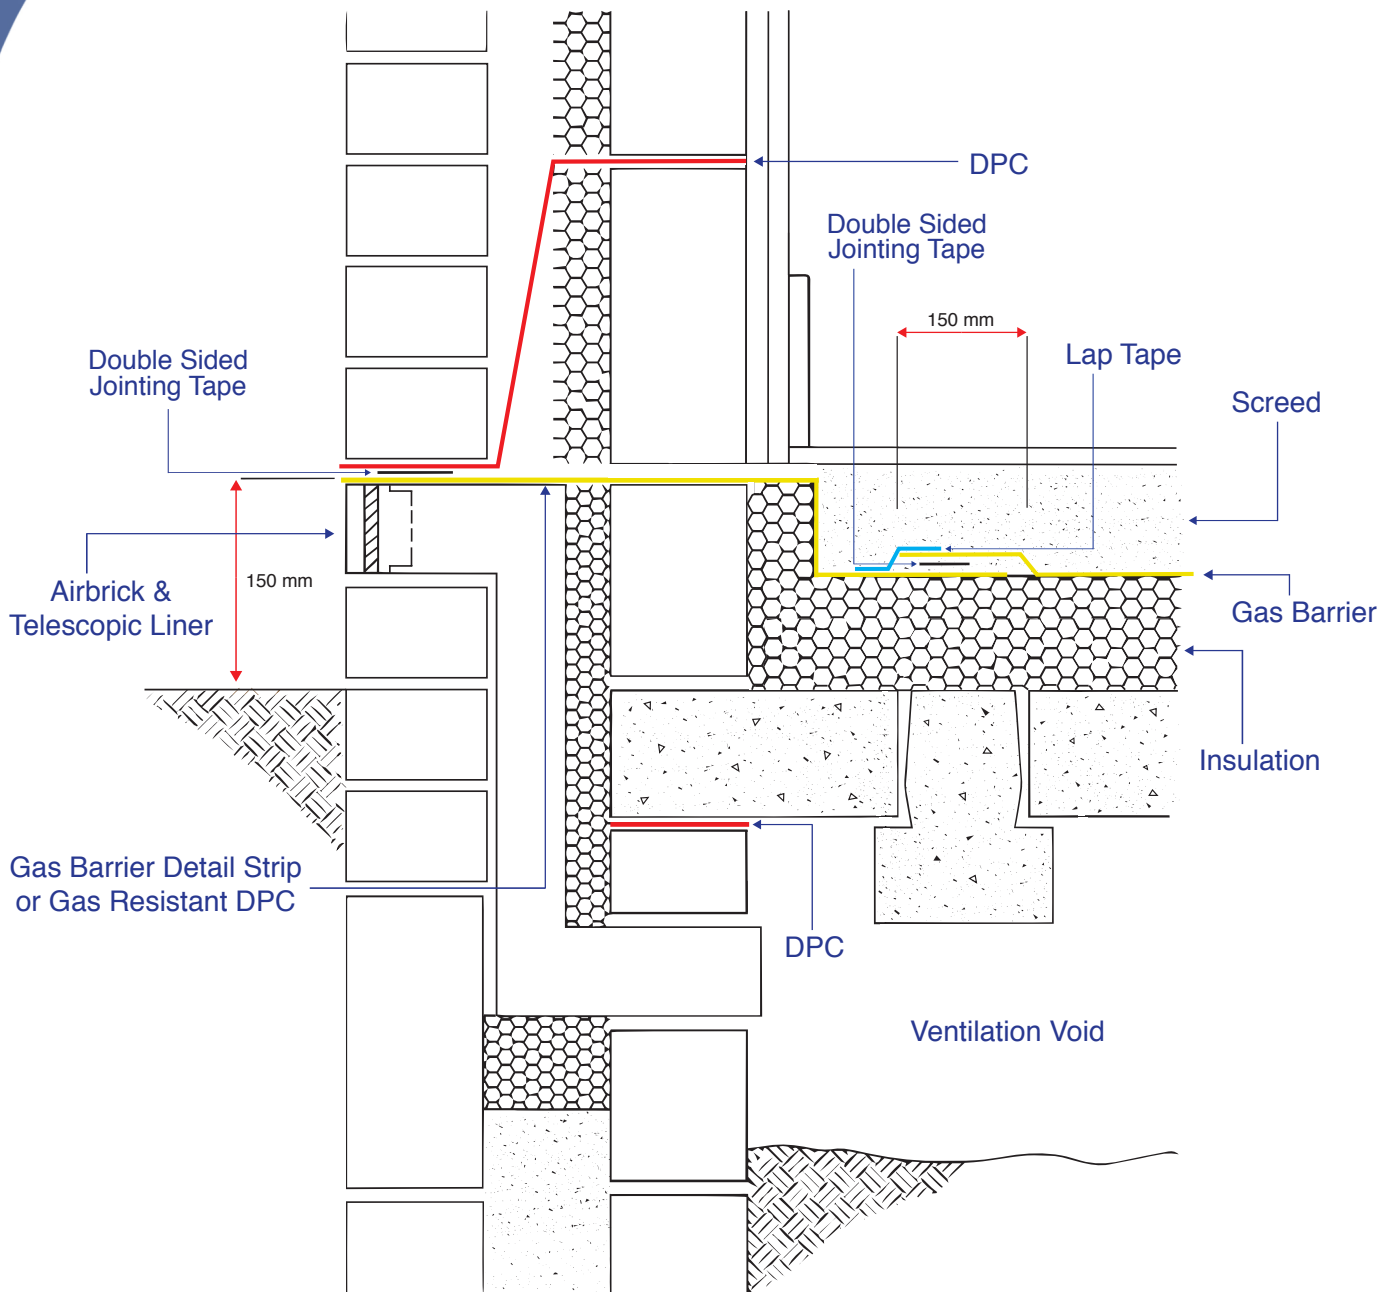 DPC
Double Sided
Jointing Tape
150 mm
Lap Tape
Double Sided
Jointing Tape
Screed
150 mm
Airbrick &
Telescopic Liner
Gas Barrier
Insulation
Gas Barrier Detail Strip
or Gas Resistant DPC
DPC
Ventilation Void